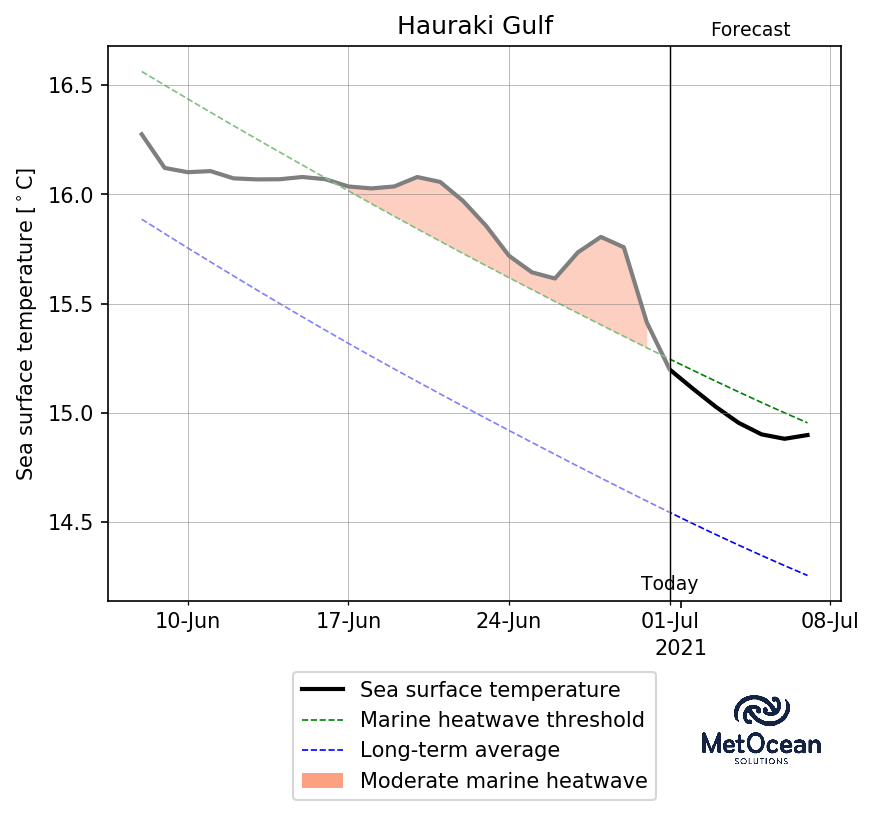 Hauraki Gulf
Forecast
Sea surface temperature [°C]
16.5
16.0
15.5
15.0
14.5
Today
10-Jun 17-Jun 24-Jun 01-Jul 08-Jul
2021
Sea surface temperature
Marine heatwave threshold
Long-term average
Moderate marine heatwave
MetOcean
SOLUTIONS